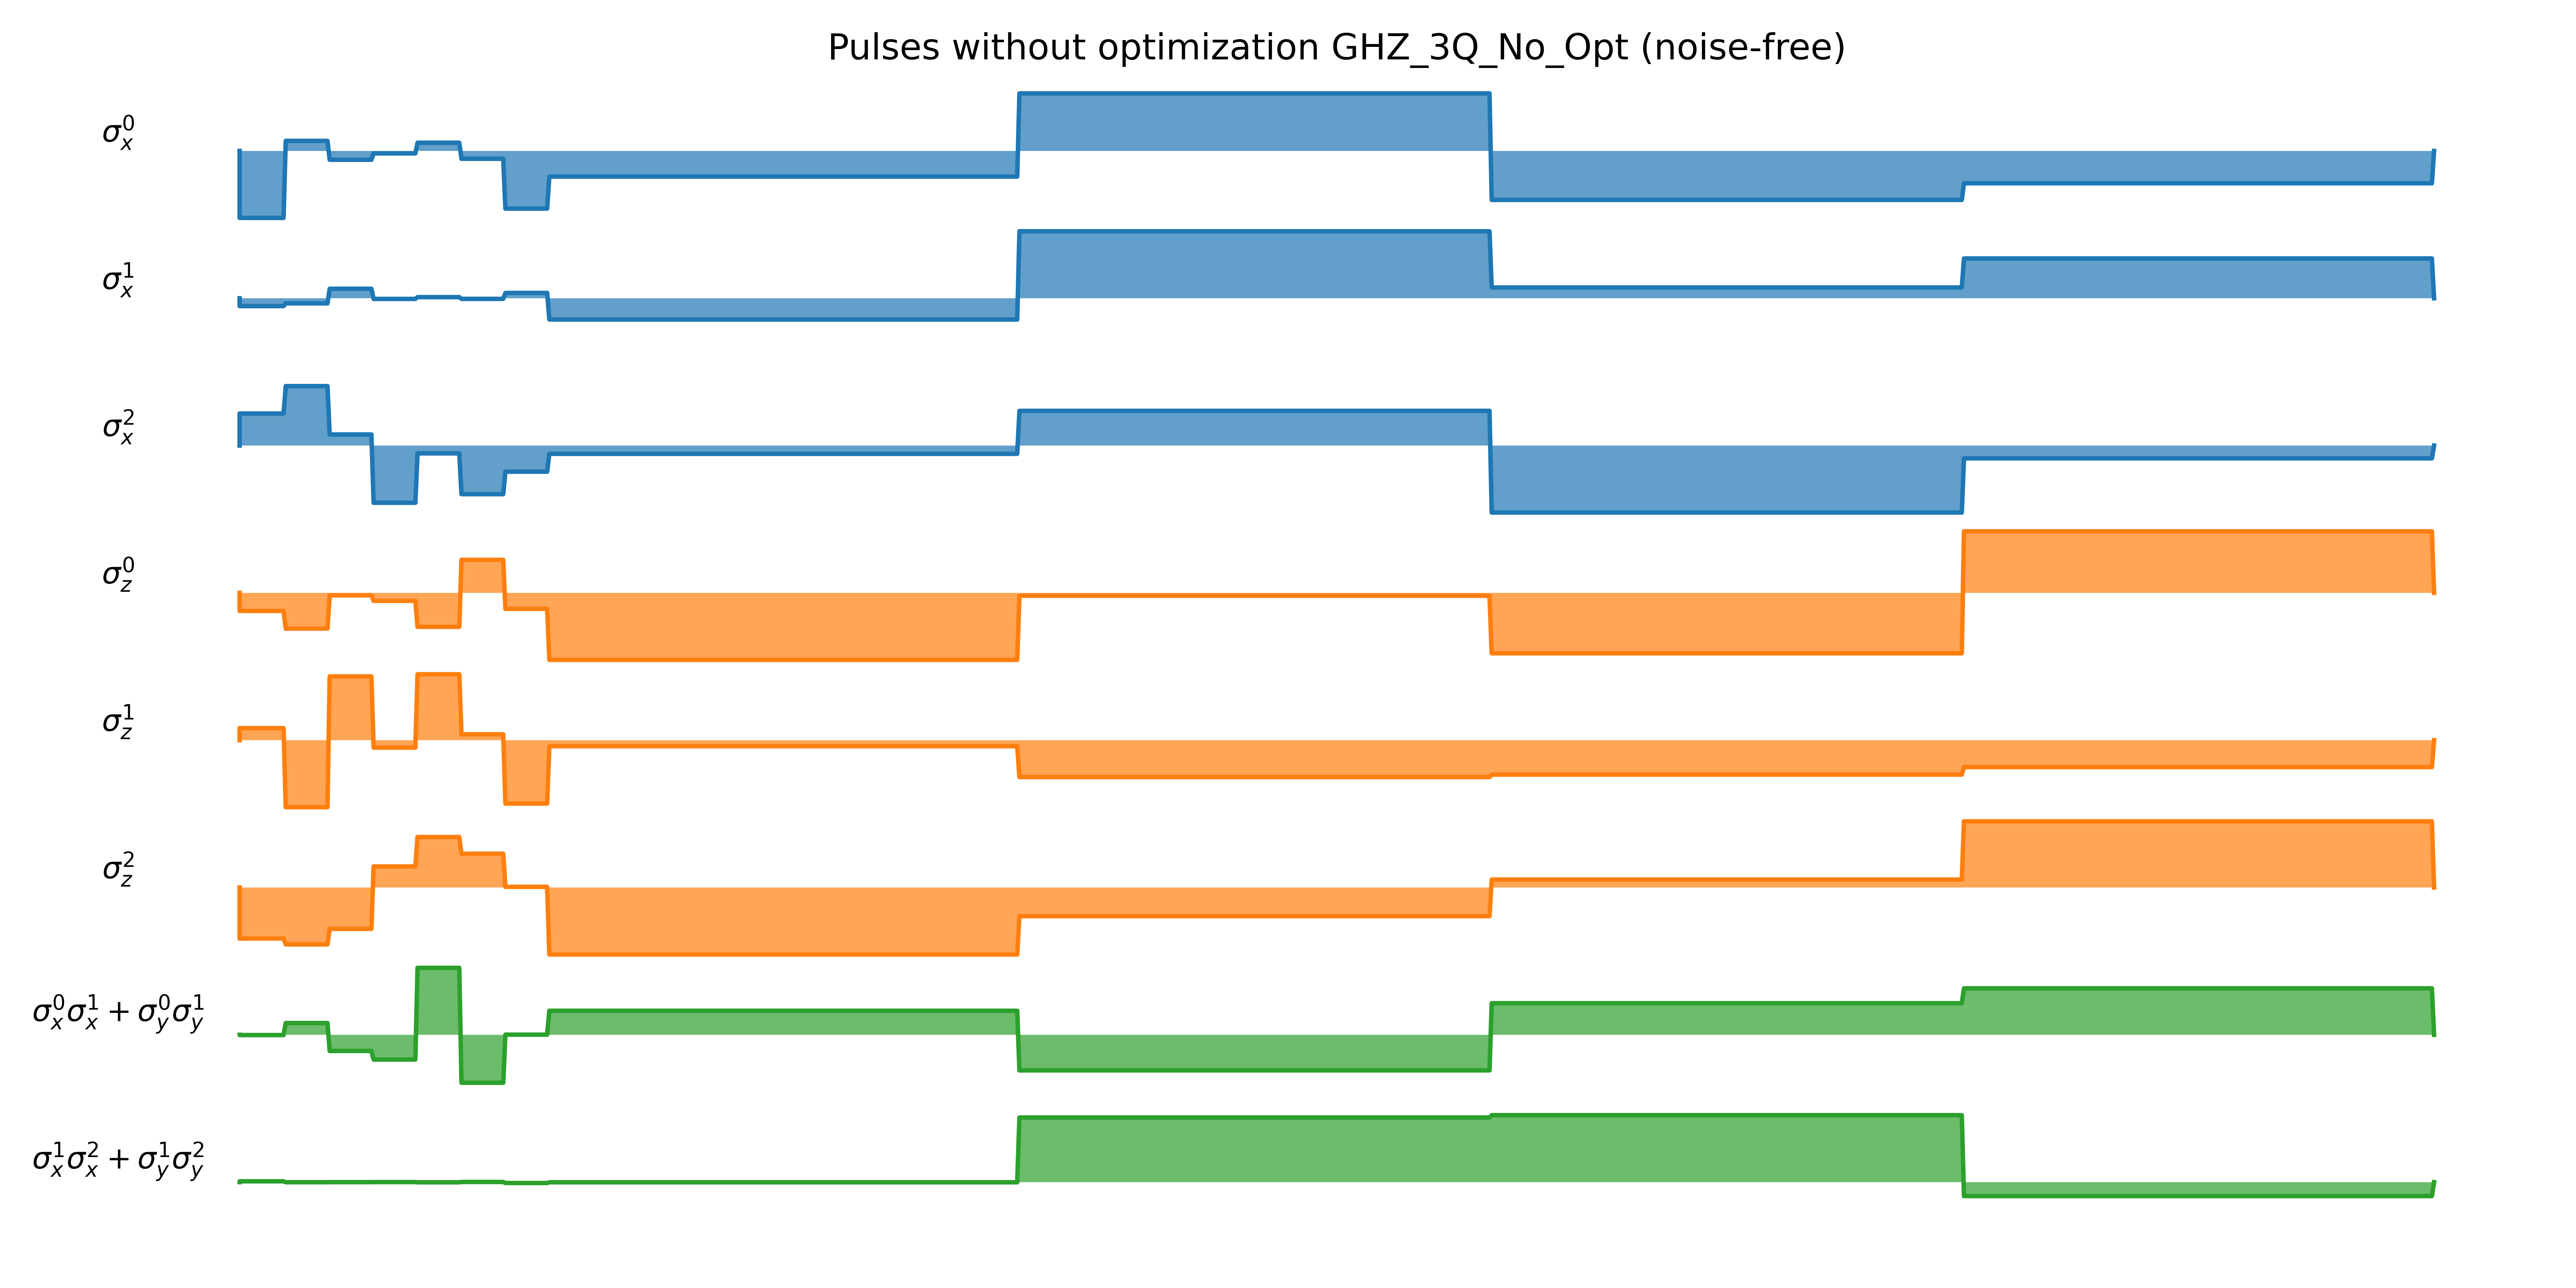 Pulses without optimization GHZ_3Q_No_Opt (noise-free)
σ_x^0
σ_x^1
σ_x^2
σ_z^0
σ_z^1
σ_z^2
σ_x^0σ_x^1 + σ_y^0σ_y^1
σ_x^1σ_x^2 + σ_y^1σ_y^2